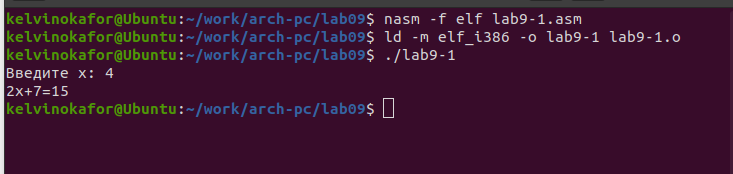 kelvinokafor@Ubuntu:~/work/arch-pc/lab09$ nasm -f elf lab9-1.asm
kelvinokafor@Ubuntu:~/work/arch-pc/lab09$ ld -m elf_i386 -o lab9-1 lab9-1.o
kelvinokafor@Ubuntu:~/work/arch-pc/lab09$ ./lab9-1
Введите x: 4
2x+7=15
kelvinokafor@Ubuntu:~/work/arch-pc/lab09$